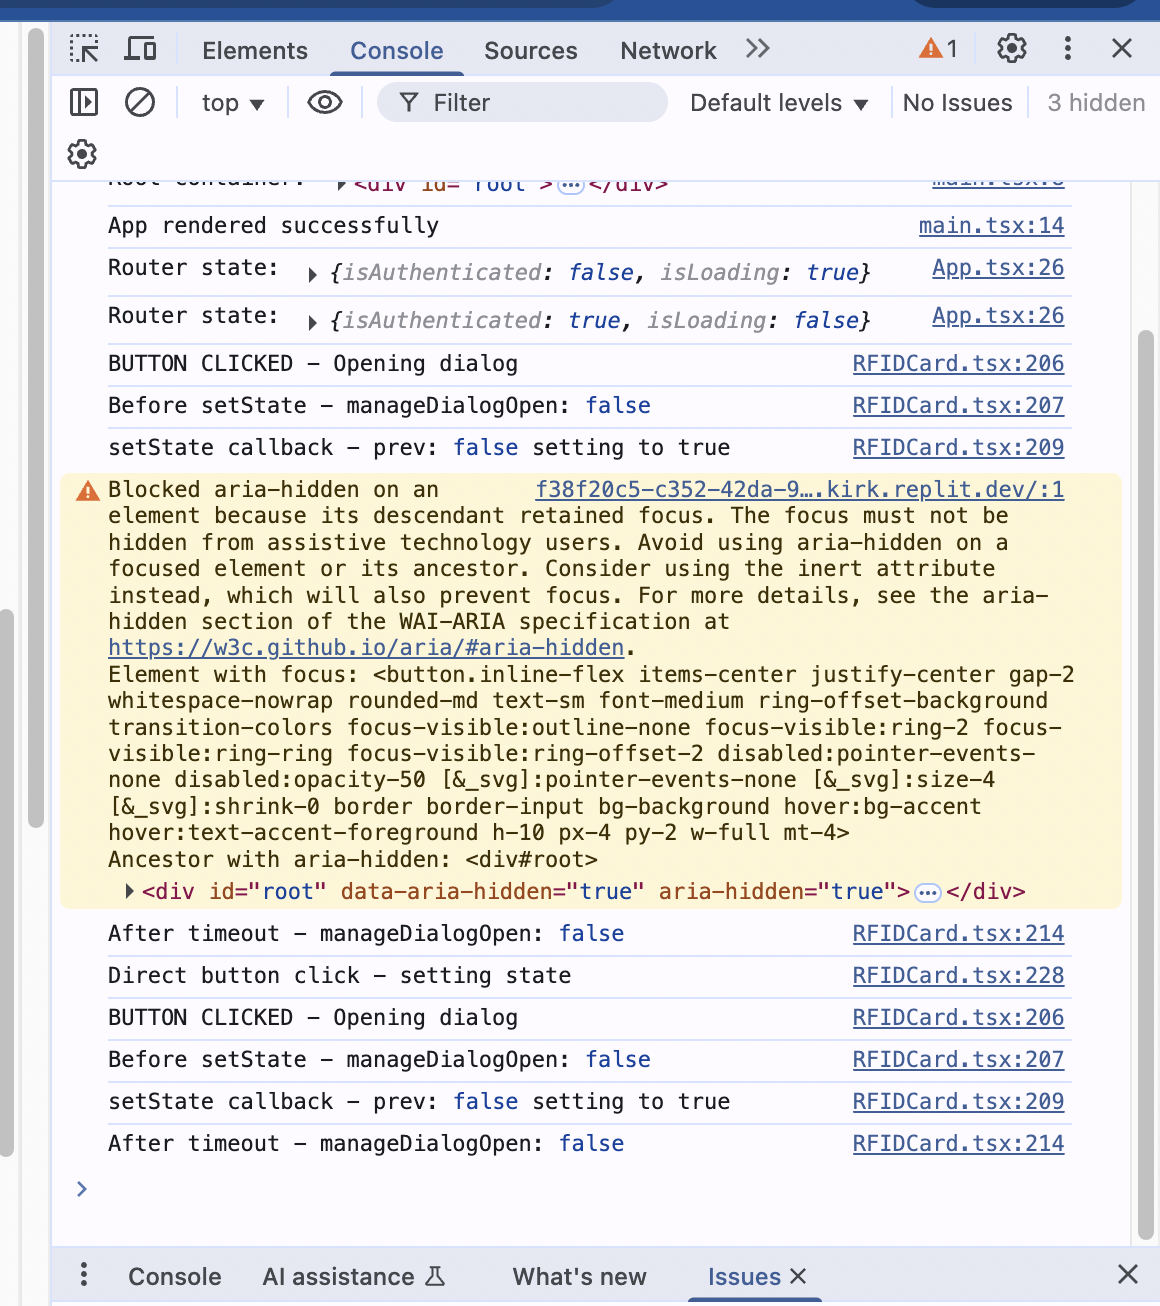 Elements Console Sources Network 1
top Filter Default levels No Issues 3 hidden
Root container: <div id="root">…</div> main.tsx:8
App rendered successfully main.tsx:14
Router state: {isAuthenticated: false, isLoading: true} App.tsx:26
Router state: {isAuthenticated: true, isLoading: false} App.tsx:26
BUTTON CLICKED – Opening dialog RFIDCard.tsx:206
Before setState – manageDialogOpen: false RFIDCard.tsx:207
setState callback – prev: false setting to true RFIDCard.tsx:209
Blocked aria-hidden on an f38f20c5-c352-42da-9….kirk.replit.dev/:1
element because its descendant retained focus. The focus must not be
hidden from assistive technology users. Avoid using aria-hidden on a
focused element or its ancestor. Consider using the inert attribute
instead, which will also prevent focus. For more details, see the aria-
hidden section of the WAI-ARIA specification at
https://w3c.github.io/aria/#aria-hidden.
Element with focus: <button.inline-flex items-center justify-center gap-2
whitespace-nowrap rounded-md text-sm font-medium ring-offset-background
transition-colors focus-visible:outline-none focus-visible:ring-2 focus-
visible:ring-ring focus-visible:ring-offset-2 disabled:pointer-events-
none disabled:opacity-50 [&_svg]:pointer-events-none [&_svg]:size-4
[&_svg]:shrink-0 border border-input bg-background hover:bg-accent
hover:text-accent-foreground h-10 px-4 py-2 w-full mt-4>
Ancestor with aria-hidden: <div#root>
<div id="root" data-aria-hidden="true" aria-hidden="true">…</div>
After timeout – manageDialogOpen: false RFIDCard.tsx:214
Direct button click – setting state RFIDCard.tsx:228
BUTTON CLICKED – Opening dialog RFIDCard.tsx:206
Before setState – manageDialogOpen: false RFIDCard.tsx:207
setState callback – prev: false setting to true RFIDCard.tsx:209
After timeout – manageDialogOpen: false RFIDCard.tsx:214
Console AI assistance What's new Issues